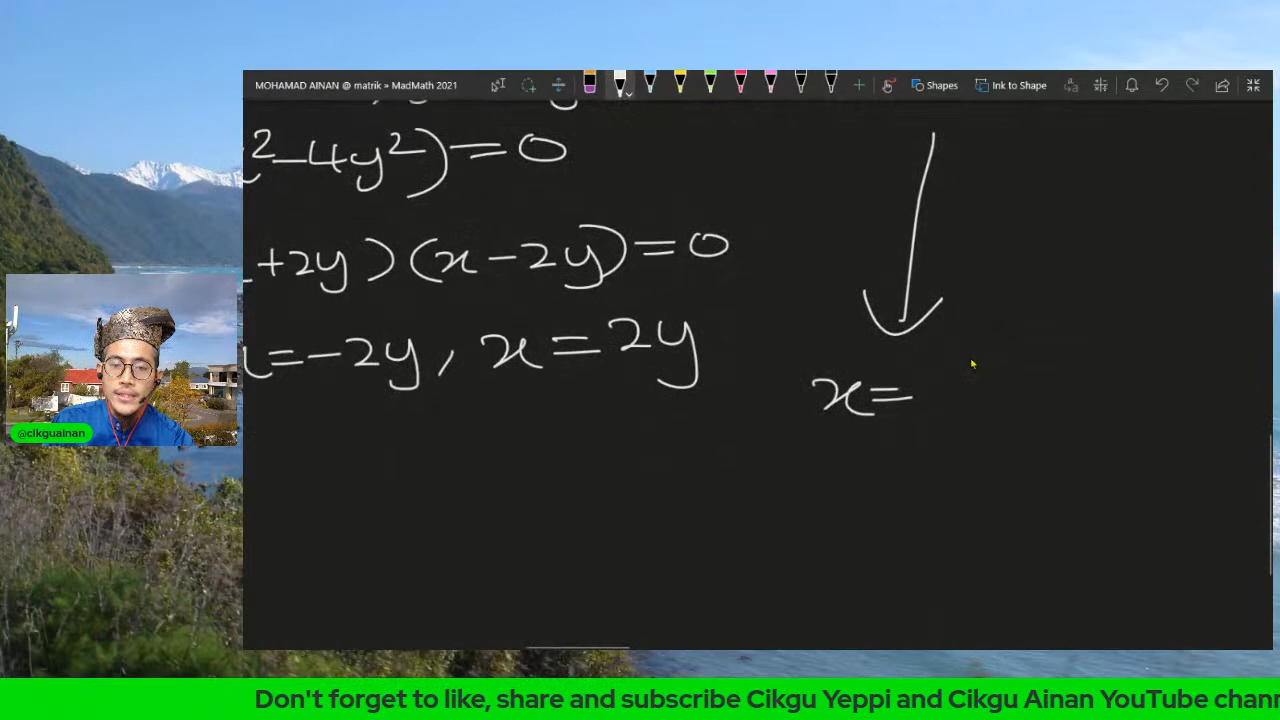 MOHAMAD AINAN @ matrik » MadMath 2021
Shapes
Ink to Shape
²-4y²)=0
+2y)(x-2y)=0
=-2y, x=2y
x=
@cikguainan
Don't forget to like, share and subscribe Cikgu Yeppi and Cikgu Ainan YouTube chann